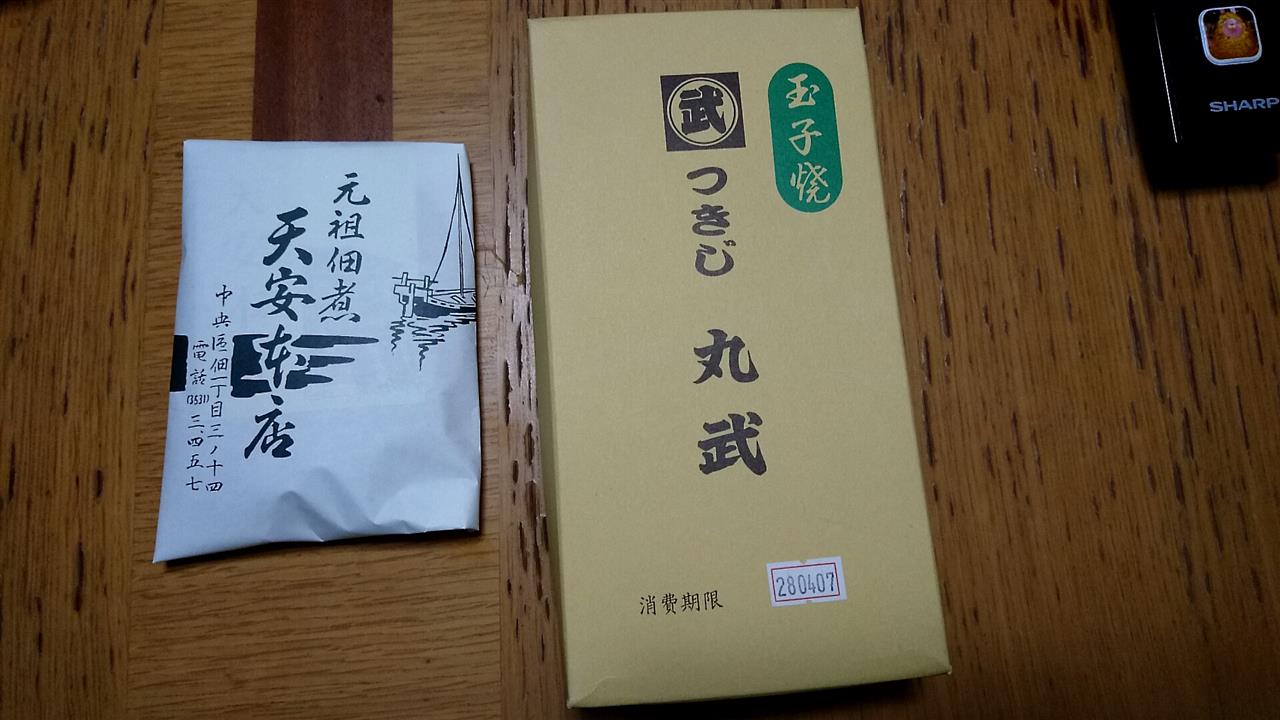 元祖佃煮
天安本店
中央區佃一丁目三ノ十四
電話(3531)三、四五七
玉子焼
武
つきじ 丸武
消費期限
280407
SHARP